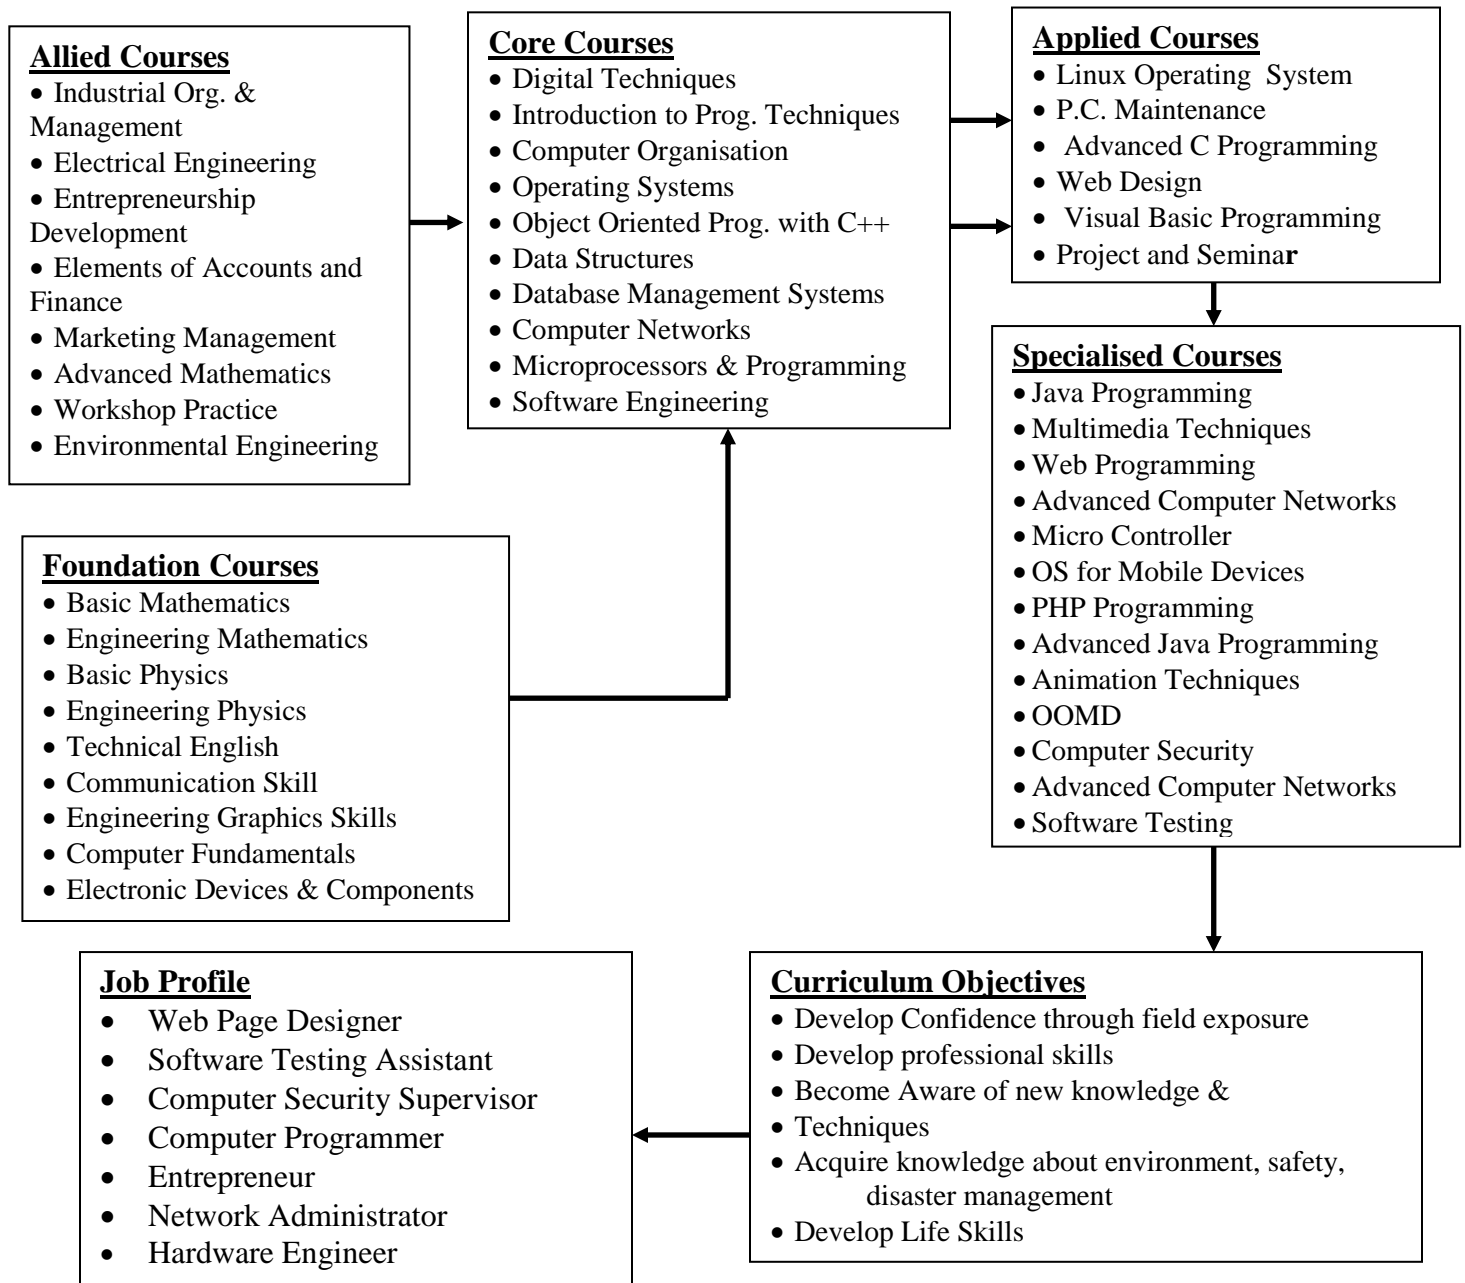 Allied Courses
• Industrial Org. &
Management
• Electrical Engineering
• Entrepreneurship
Development
• Elements of Accounts and
Finance
• Marketing Management
• Advanced Mathematics
• Workshop Practice
• Environmental Engineering
Core Courses
• Digital Techniques
• Introduction to Prog. Techniques
• Computer Organisation
• Operating Systems
• Object Oriented Prog. with C++
• Data Structures
• Database Management Systems
• Computer Networks
• Microprocessors & Programming
• Software Engineering
Applied Courses
• Linux Operating System
• P.C. Maintenance
• Advanced C Programming
• Web Design
• Visual Basic Programming
• Project and Seminar
Foundation Courses
• Basic Mathematics
• Engineering Mathematics
• Basic Physics
• Engineering Physics
• Technical English
• Communication Skill
• Engineering Graphics Skills
• Computer Fundamentals
• Electronic Devices & Components
Specialised Courses
• Java Programming
• Multimedia Techniques
• Web Programming
• Advanced Computer Networks
• Micro Controller
• OS for Mobile Devices
• PHP Programming
• Advanced Java Programming
• Animation Techniques
• OOMD
• Computer Security
• Advanced Computer Networks
• Software Testing
Job Profile
• Web Page Designer
• Software Testing Assistant
• Computer Security Supervisor
• Computer Programmer
• Entrepreneur
• Network Administrator
• Hardware Engineer
Curriculum Objectives
• Develop Confidence through field exposure
• Develop professional skills
• Become Aware of new knowledge &
• Techniques
• Acquire knowledge about environment, safety,
disaster management
• Develop Life Skills